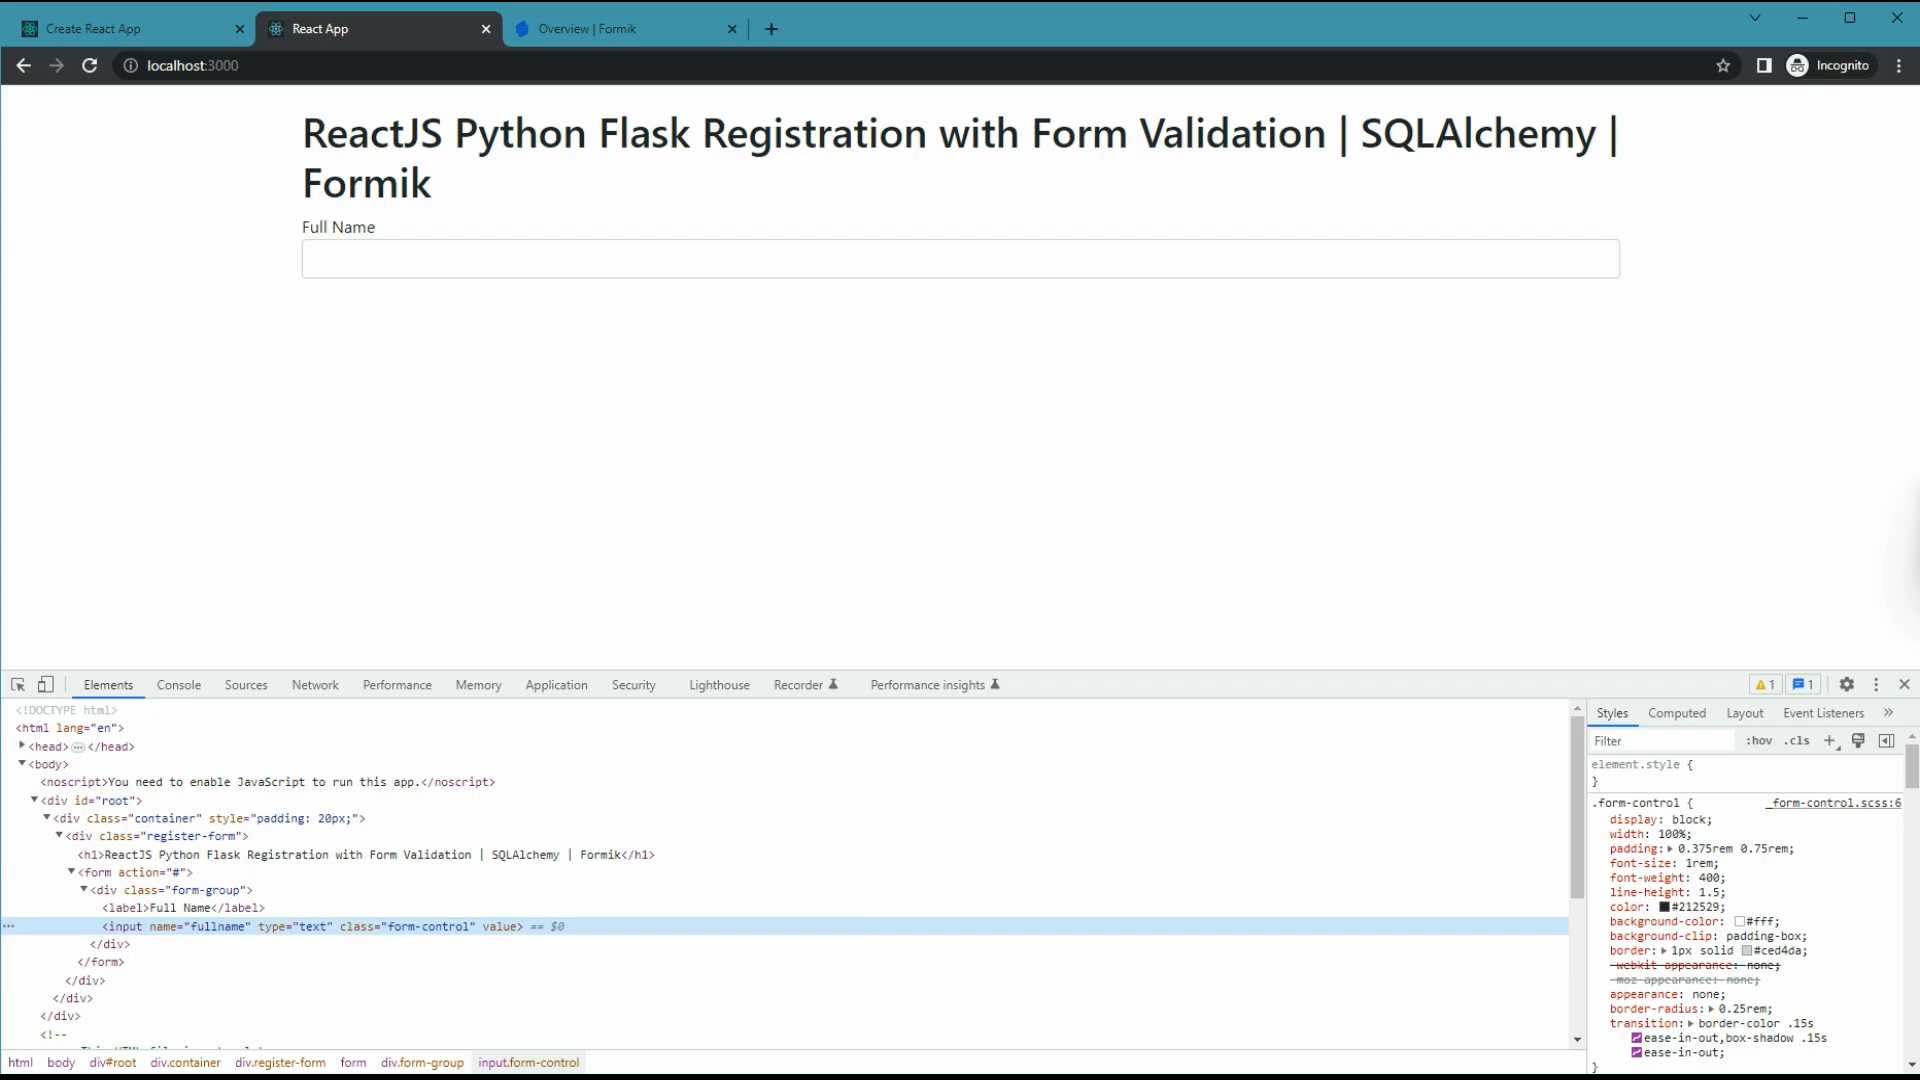 Create React App
React App
Overview | Formik
localhost:3000
Incognito
ReactJS Python Flask Registration with Form Validation | SQLAlchemy |
Formik
Full Name
Elements Console Sources Network Performance Memory Application Security Lighthouse Recorder Performance insights 1 1
<!DOCTYPE html>
<html lang="en">
<head> </head>
<body>
<noscript>You need to enable JavaScript to run this app.</noscript>
<div id="root">
<div class="container" style="padding: 20px;">
<div class="register-form">
<h1>ReactJS Python Flask Registration with Form Validation | SQLAlchemy | Formik</h1>
<form action="#">
<div class="form-group">
<label>Full Name</label>
<input name="fullname" type="text" class="form-control" value> == $0
</div>
</form>
</div>
</div>
</div>
<!--
html body div#root div.container div.register-form form div.form-group input.form-control
Styles Computed Layout Event Listeners
Filter :hov .cls
element.style {
}
.form-control { _form-control.scss:6
display: block;
width: 100%;
padding: 0.375rem 0.75rem;
font-size: 1rem;
font-weight: 400;
line-height: 1.5;
color: #212529;
background-color: #fff;
background-clip: padding-box;
border: 1px solid #ced4da;
-webkit-appearance: none;
-moz-appearance: none;
appearance: none;
border-radius: 0.25rem;
transition: border-color .15s
ease-in-out,box-shadow .15s
ease-in-out;
}